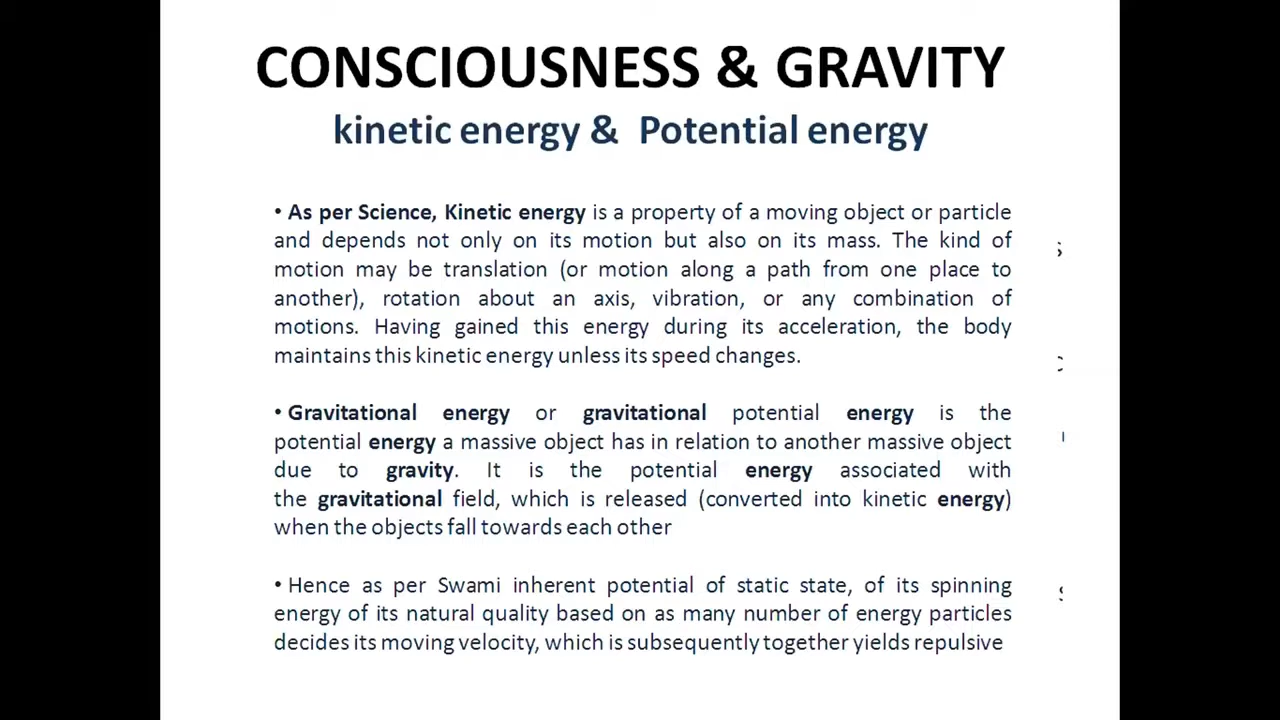 CONSCIOUSNESS & GRAVITY
kinetic energy & Potential energy
• As per Science, Kinetic energy is a property of a moving object or particle
and depends not only on its motion but also on its mass. The kind of
motion may be translation (or motion along a path from one place to
another), rotation about an axis, vibration, or any combination of
motions. Having gained this energy during its acceleration, the body
maintains this kinetic energy unless its speed changes.
• Gravitational energy or gravitational potential energy is the
potential energy a massive object has in relation to another massive object
due to gravity. It is the potential energy associated with
the gravitational field, which is released (converted into kinetic energy)
when the objects fall towards each other
• Hence as per Swami inherent potential of static state, of its spinning
energy of its natural quality based on as many number of energy particles
decides its moving velocity, which is subsequently together yields repulsive